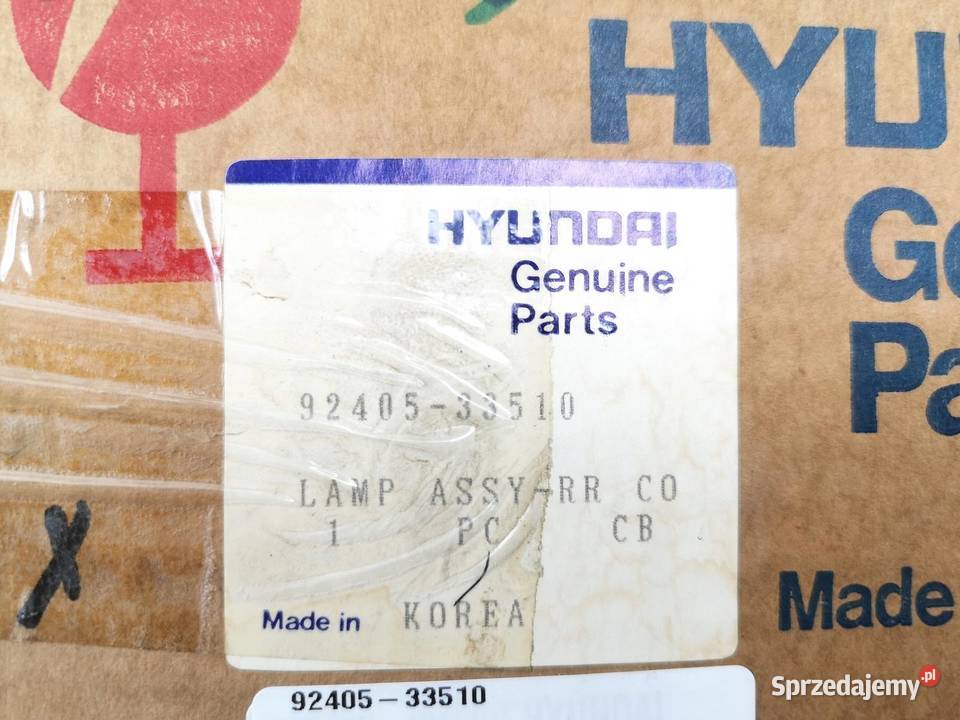 HYU
Ge
Pa
Made
HYUNDAI
Genuine
Parts
92405-33510
LAMP ASSY-RR CO
1 PC CB
Made in KOREA
92405-33510
Sprzedajemy.pl